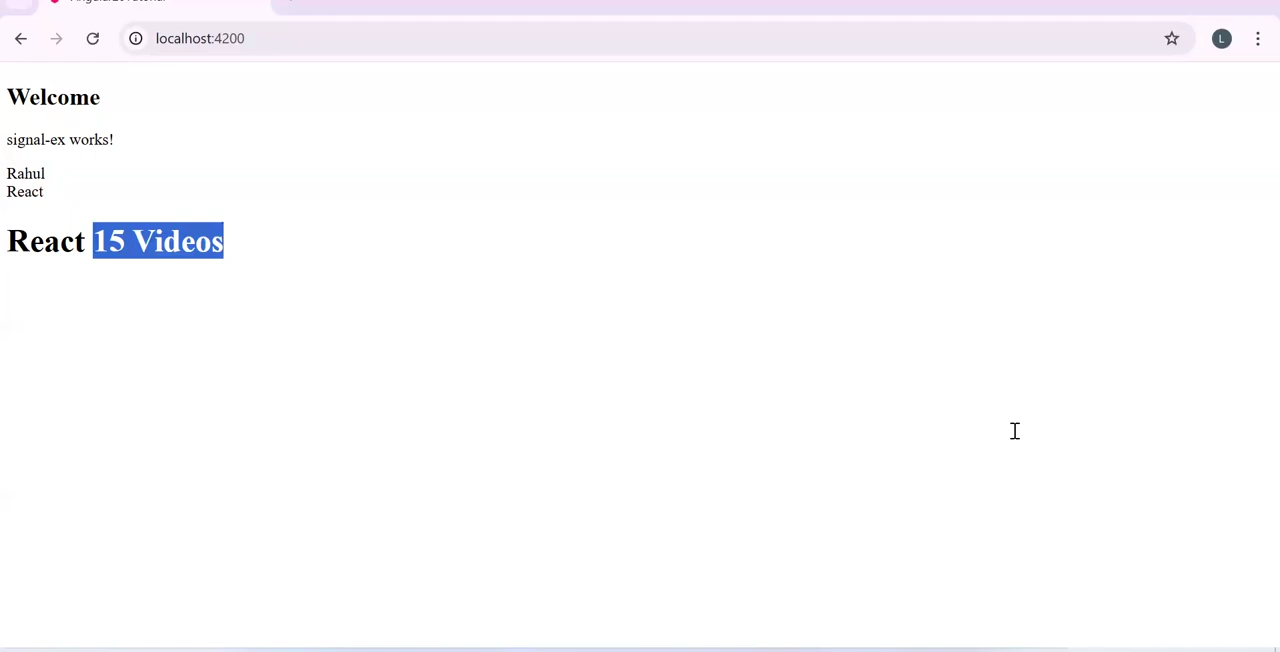 localhost:4200
L
Welcome
signal-ex works!
Rahul
React
React 15 Videos